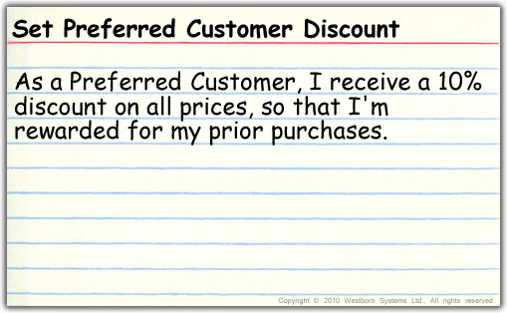 Set Preferred Customer Discount
As a Preferred Customer, I receive a 10%
discount on all prices, so that I'm
rewarded for my prior purchases.
Copyright © 2010 Westboro Systems Ltd., All rights reserved